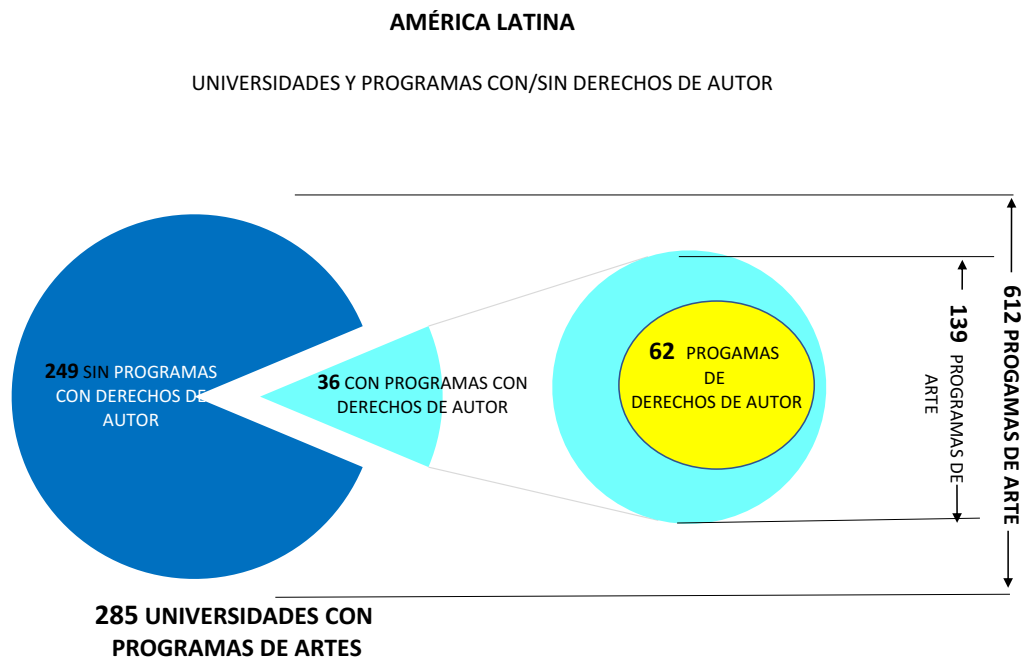 AMÉRICA LATINA
UNIVERSIDADES Y PROGRAMAS CON/SIN DERECHOS DE AUTOR
249 SIN PROGRAMAS
CON DERECHOS DE
AUTOR
36 CON PROGRAMAS CON
DERECHOS DE AUTOR
62 PROGAMAS
DE
DERECHOS DE AUTOR
139 PROGRAMAS DE
ARTE
612 PROGAMAS DE ARTE
285 UNIVERSIDADES CON
PROGRAMAS DE ARTES